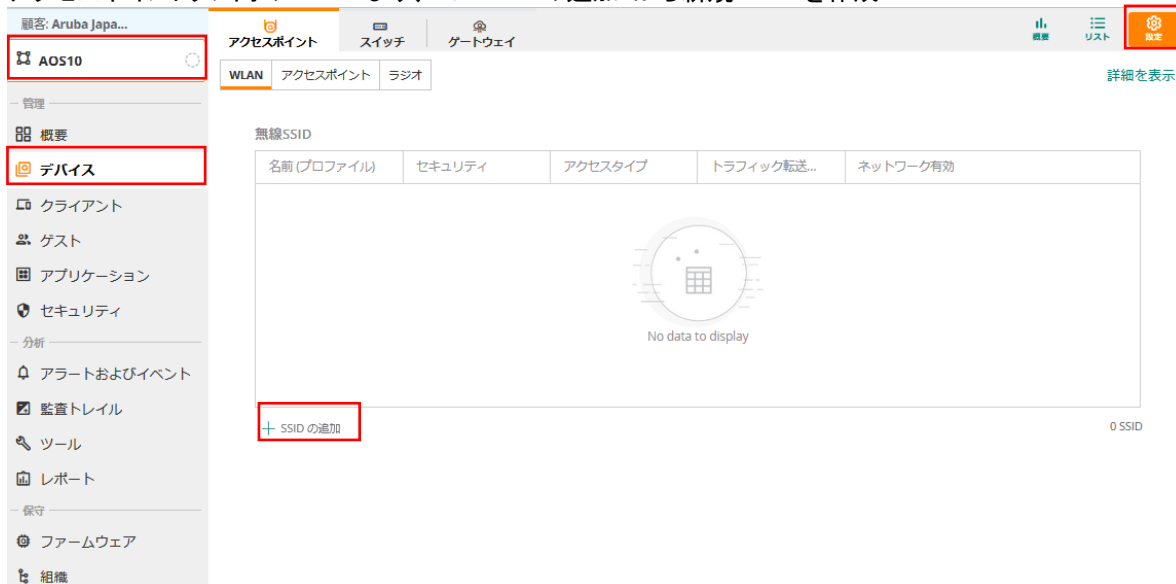 顧客: Aruba Japa...
AOS10
管理
概要
デバイス
クライアント
ゲスト
アプリケーション
セキュリティ
分析
アラートおよびイベント
監査トレイル
ツール
レポート
保守
ファームウェア
組織
アクセスポイント
スイッチ
ゲートウェイ
概要
リスト
設定
WLAN
アクセスポイント
ラジオ
詳細を表示
無線SSID
名前 (プロファイル)
セキュリティ
アクセスタイプ
トラフィック転送...
ネットワーク有効
No data to display
+ SSID の追加
0 SSID